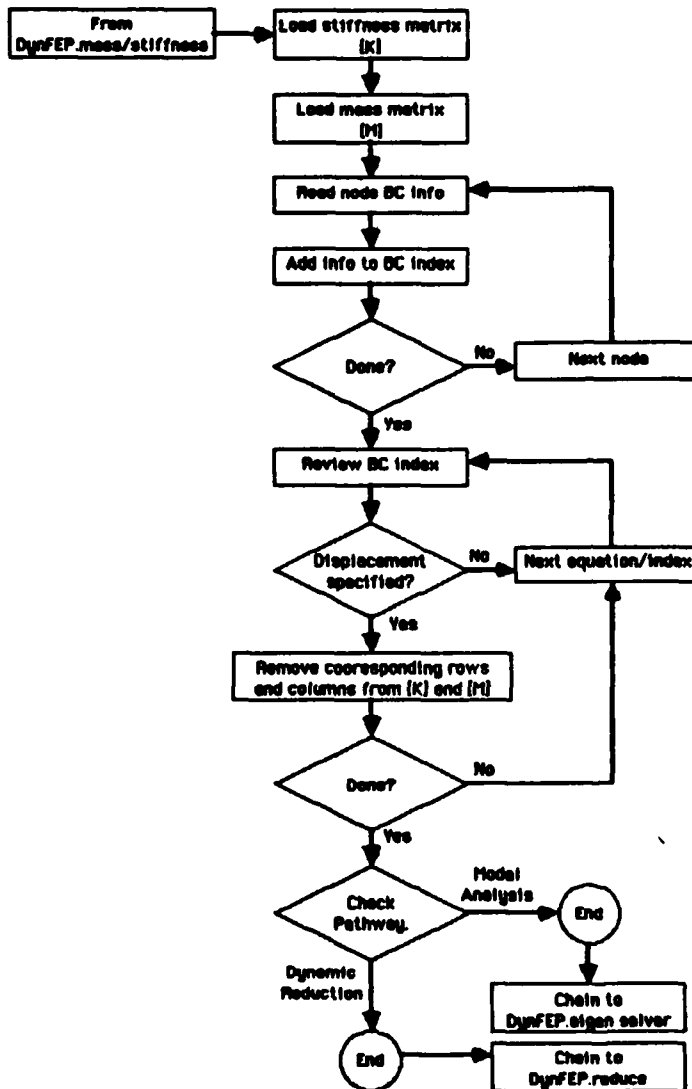 From
DynFEP.mass/stiffness
Load stiffness matrix
[K]
Load mass matrix
[M]
Read node BC info
Add info to BC index
Done?
No
Next node
Yes
Review BC index
Displacement
specified?
No
Next equation/index
Yes
Remove cooresponding rows
and columns from [K] and [M]
Done?
No
Yes
Check
Pathway.
Modal
Analysis
End
Dynamic
Reduction
Chain to
DynFEP.eigen solver
End
Chain to
DynFEP.reduce